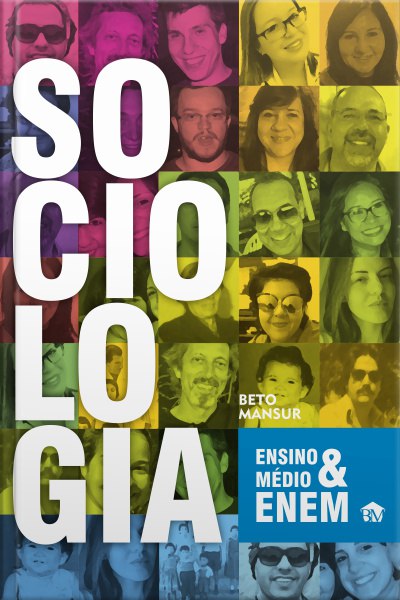 SO
CIO
LO
GIA
BETO
MANSUR
ENSINO
MÉDIO &
ENEM
BM